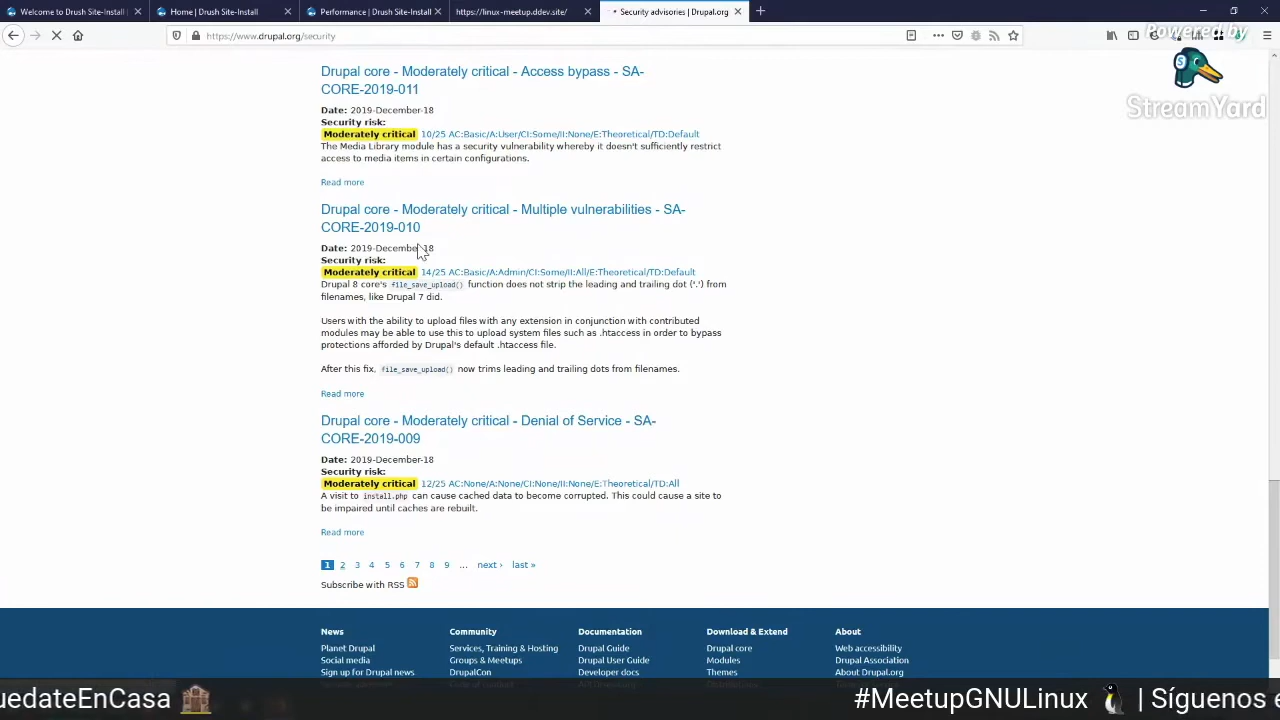 Welcome to Drush Site-Install
Home | Drush Site-Install
Performance | Drush Site-Install
https://linux-meetup.ddev.site/
Security advisories | Drupal.org
https://www.drupal.org/security
Powered by
StreamYard
Drupal core - Moderately critical - Access bypass - SA-
CORE-2019-011
Date: 2019-December-18
Security risk:
Moderately critical 10/25 AC:Basic/A:User/CI:Some/II:None/E:Theoretical/TD:Default
The Media Library module has a security vulnerability whereby it doesn't sufficiently restrict
access to media items in certain configurations.
Read more
Drupal core - Moderately critical - Multiple vulnerabilities - SA-
CORE-2019-010
Date: 2019-December-18
Security risk:
Moderately critical 14/25 AC:Basic/A:Admin/CI:Some/II:All/E:Theoretical/TD:Default
Drupal 8 core's file_save_upload() function does not strip the leading and trailing dot ('.') from
filenames, like Drupal 7 did.
Users with the ability to upload files with any extension in conjunction with contributed
modules may be able to use this to upload system files such as .htaccess in order to bypass
protections afforded by Drupal's default .htaccess file.
After this fix, file_save_upload() now trims leading and trailing dots from filenames.
Read more
Drupal core - Moderately critical - Denial of Service - SA-
CORE-2019-009
Date: 2019-December-18
Security risk:
Moderately critical 12/25 AC:None/A:None/CI:None/II:None/E:Theoretical/TD:All
A visit to install.php can cause cached data to become corrupted. This could cause a site to
be impaired until caches are rebuilt.
Read more
1 2 3 4 5 6 7 8 9 … next › last »
Subscribe with RSS
News Community Documentation Download & Extend About
Planet Drupal Services, Training & Hosting Drupal Guide Drupal core Web accessibility
Social media Groups & Meetups Drupal User Guide Modules Drupal Association
Sign up for Drupal news DrupalCon Developer docs Themes About Drupal.org
uedateEnCasa #MeetupGNULinux | Síguenos e